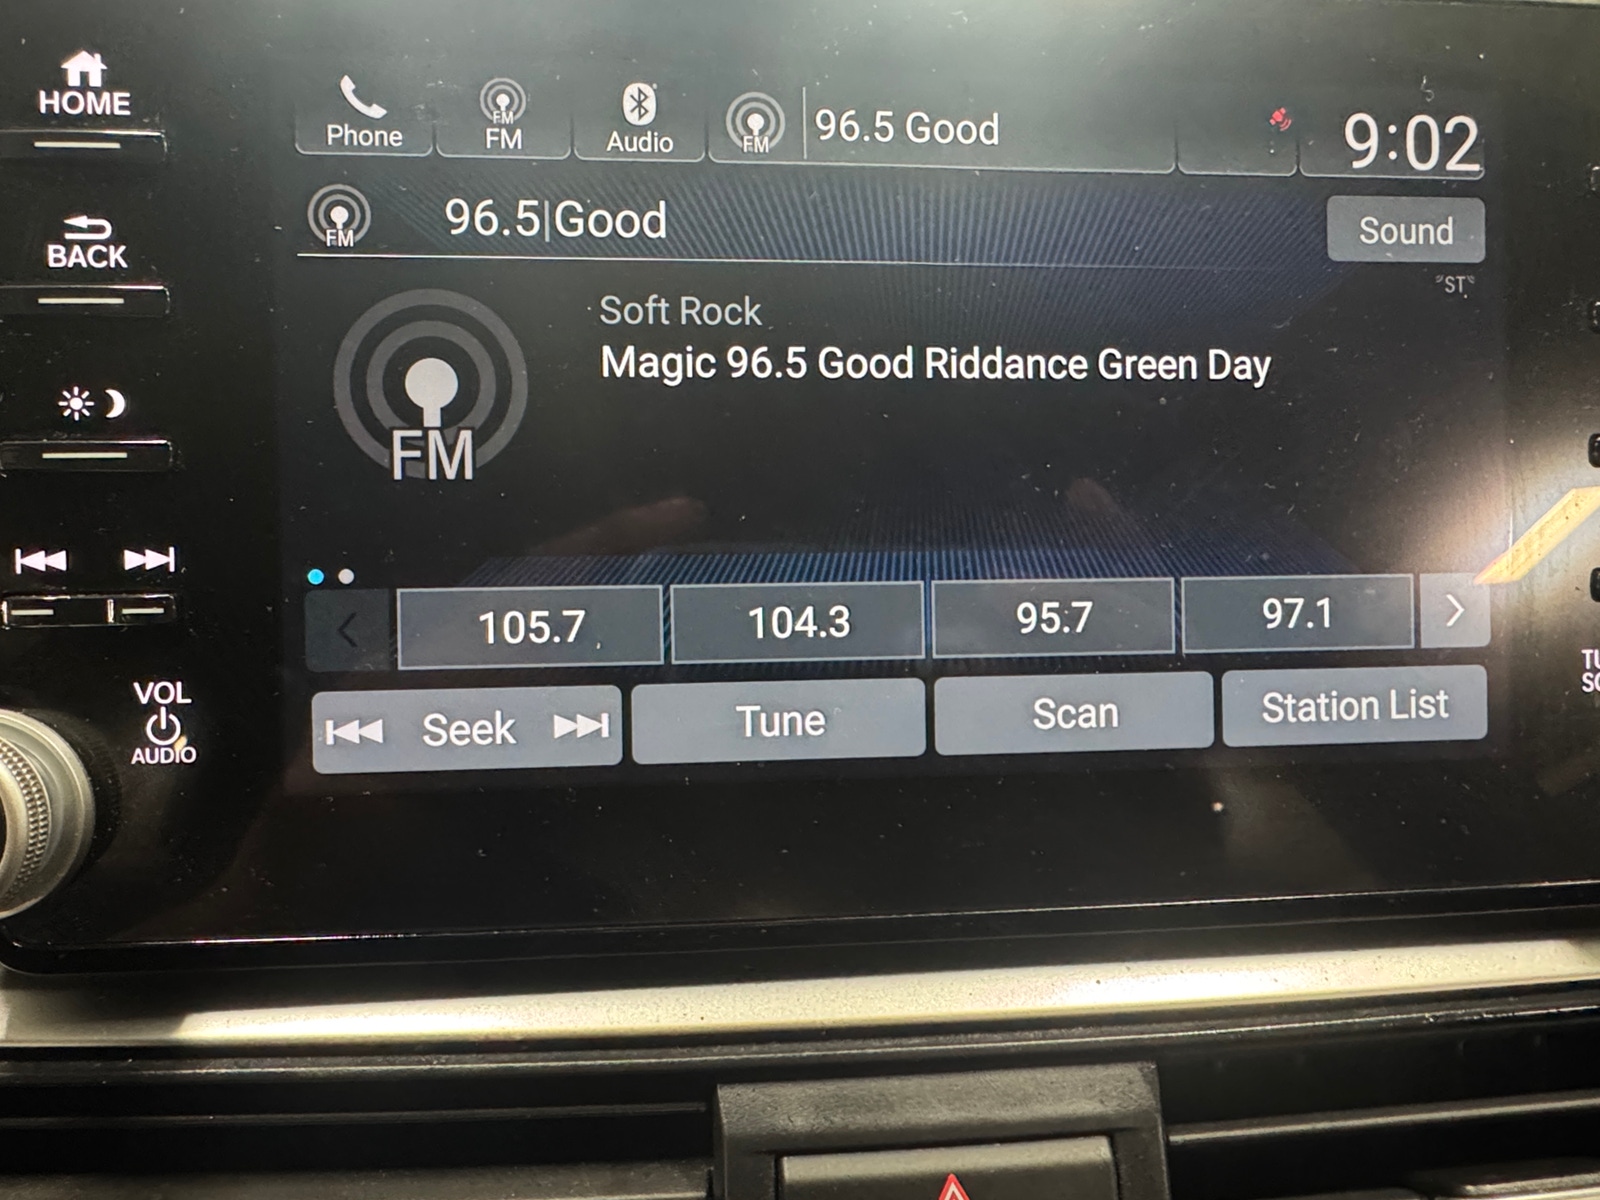 HOME
Phone
FM
FM
Audio
FM
96.5 Good
9:02
BACK
FM
96.5|Good
Sound
"ST"
Soft Rock
Magic 96.5 Good Riddance Green Day
FM
105.7
104.3
95.7
97.1
Seek
Tune
Scan
Station List
VOL
AUDIO